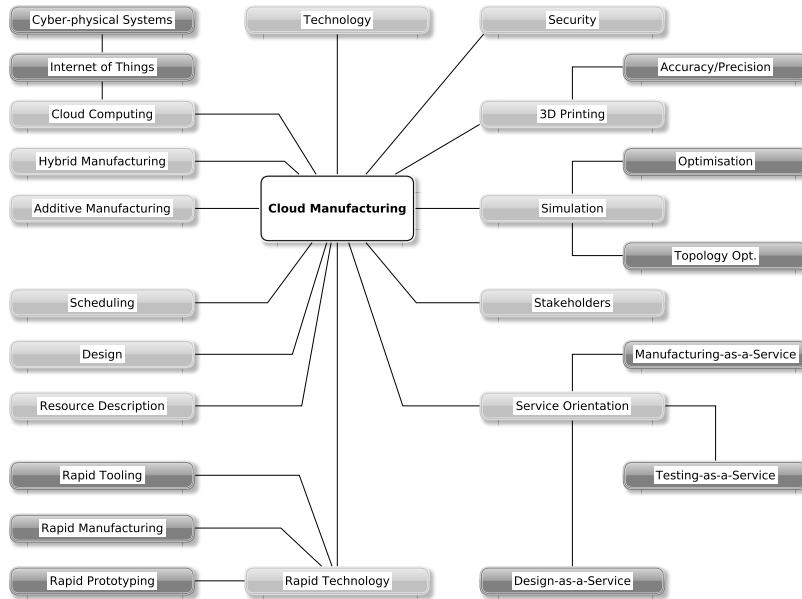 Cyber-physical Systems
Technology
Security
Internet of Things
Accuracy/Precision
Cloud Computing
3D Printing
Hybrid Manufacturing
Optimisation
Additive Manufacturing
Cloud Manufacturing
Simulation
Topology Opt.
Scheduling
Stakeholders
Design
Manufacturing-as-a-Service
Resource Description
Service Orientation
Rapid Tooling
Testing-as-a-Service
Rapid Manufacturing
Rapid Prototyping
Rapid Technology
Design-as-a-Service